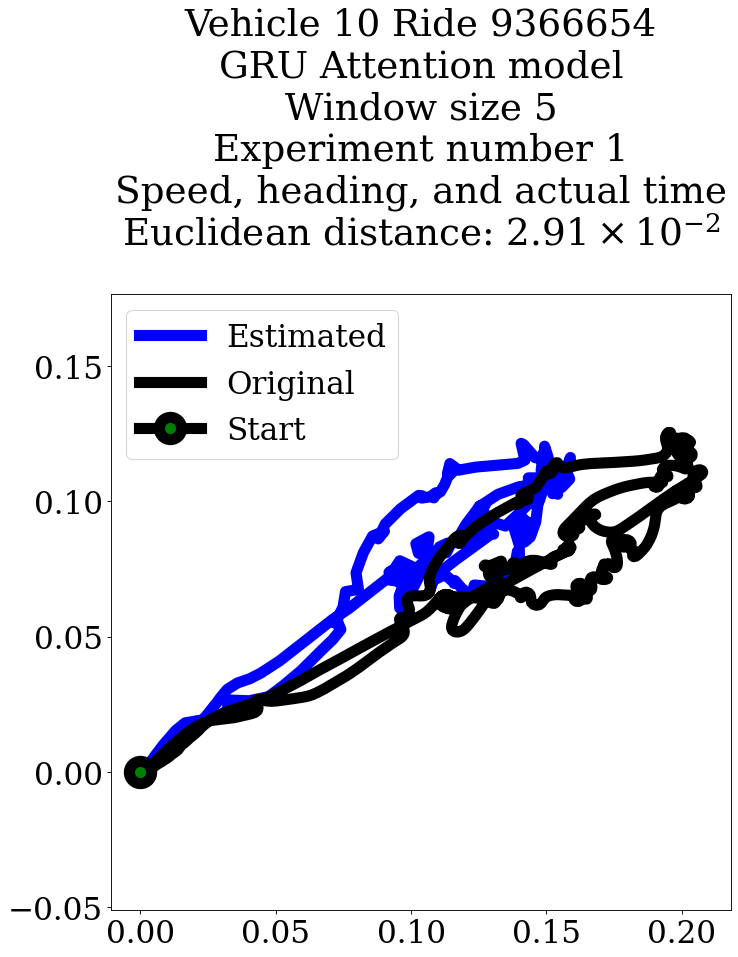 Vehicle 10 Ride 9366654
GRU Attention model
Window size 5
Experiment number 1
Speed, heading, and actual time
Euclidean distance: 2.91 × 10⁻²
Estimated
Original
Start
0.15
0.10
0.05
0.00
−0.05
0.00 0.05 0.10 0.15 0.20